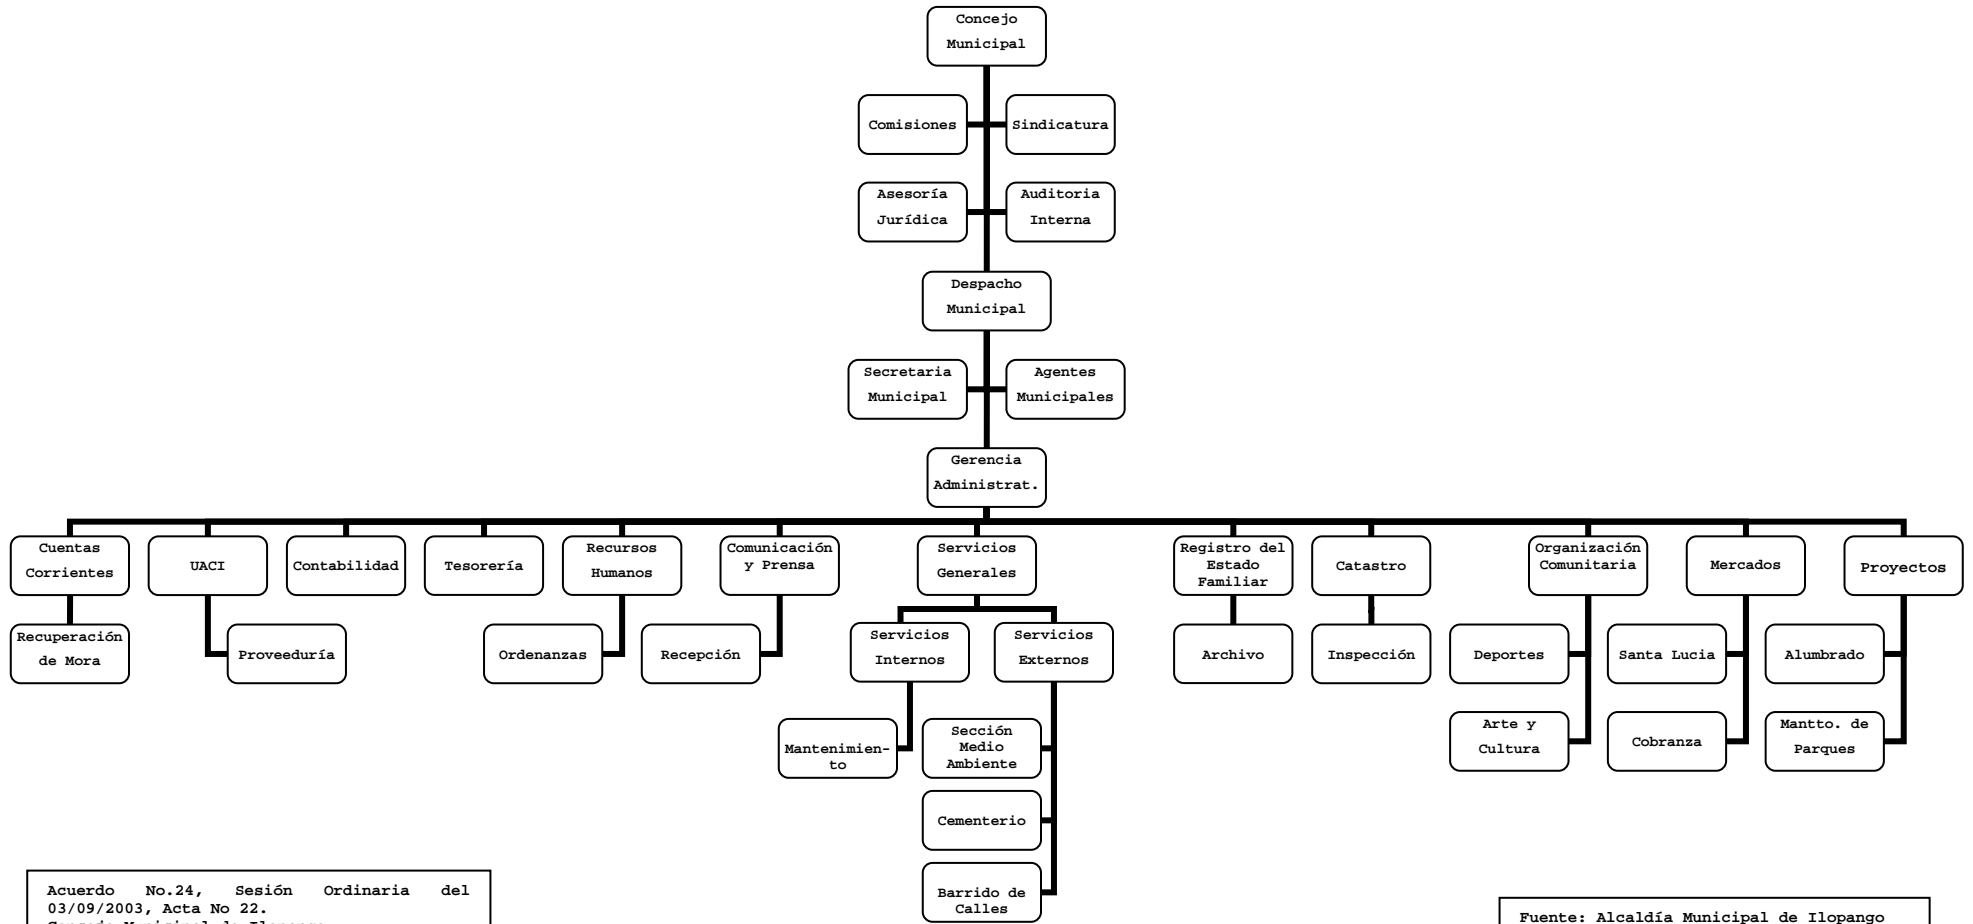 Concejo
Municipal
Comisiones
Sindicatura
Asesoría
Jurídica
Auditoria
Interna
Despacho
Municipal
Secretaria
Municipal
Agentes
Municipales
Gerencia
Administrat.
Cuentas
Corrientes
UACI
Contabilidad
Tesorería
Recursos
Humanos
Comunicación
y Prensa
Servicios
Generales
Registro del
Estado
Familiar
Catastro
Organización
Comunitaria
Mercados
Proyectos
Recuperación
de Mora
Proveeduría
Ordenanzas
Recepción
Servicios
Internos
Servicios
Externos
Archivo
Inspección
Deportes
Santa Lucia
Alumbrado
Mantenimien-
to
Sección
Medio
Ambiente
Arte y
Cultura
Cobranza
Mantto. de
Parques
Cementerio
Barrido de
Calles
Acuerdo No.24, Sesión Ordinaria del
03/09/2003, Acta No 22.
Municipal de Ilopango
Fuente: Alcaldía Municipal de Ilopango